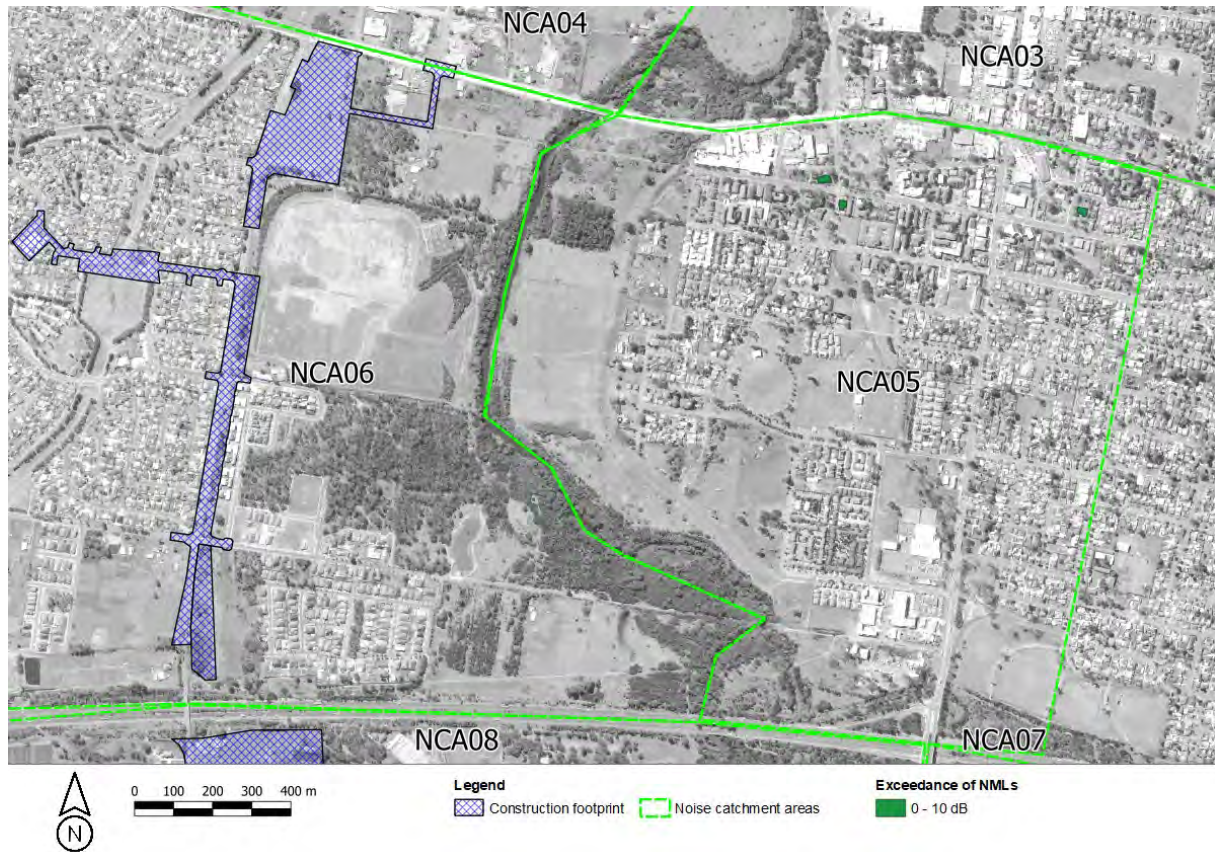 NCA04
NCA03
NCA06
NCA05
NCA08
NCA07
N
0 100 200 300 400 m
Legend
Construction footprint
Noise catchment areas
Exceedance of NMLs
0 - 10 dB